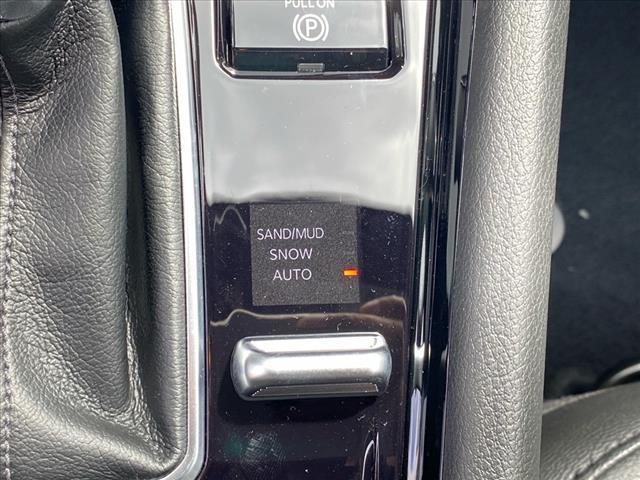 PULL ON
(P)
SAND/MUD
SNOW
AUTO